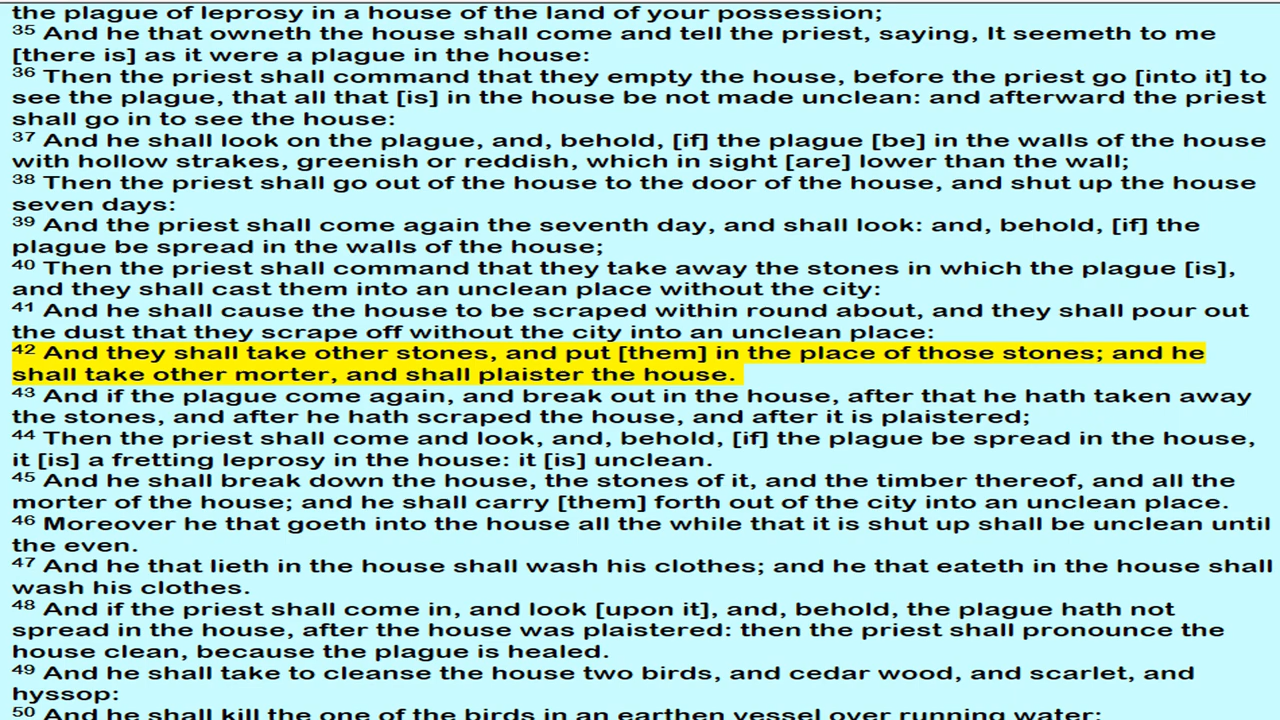 the plague of leprosy in a house of the land of your possession;
35 And he that owneth the house shall come and tell the priest, saying, It seemeth to me
[there is] as it were a plague in the house:
36 Then the priest shall command that they empty the house, before the priest go [into it] to
see the plague, that all that [is] in the house be not made unclean: and afterward the priest
shall go in to see the house:
37 And he shall look on the plague, and, behold, [if] the plague [be] in the walls of the house
with hollow strakes, greenish or reddish, which in sight [are] lower than the wall;
38 Then the priest shall go out of the house to the door of the house, and shut up the house
seven days:
39 And the priest shall come again the seventh day, and shall look: and, behold, [if] the
plague be spread in the walls of the house;
40 Then the priest shall command that they take away the stones in which the plague [is],
and they shall cast them into an unclean place without the city:
41 And he shall cause the house to be scraped within round about, and they shall pour out
the dust that they scrape off without the city into an unclean place:
42 And they shall take other stones, and put [them] in the place of those stones; and he
shall take other morter, and shall plaister the house.
43 And if the plague come again, and break out in the house, after that he hath taken away
the stones, and after he hath scraped the house, and after it is plaistered;
44 Then the priest shall come and look, and, behold, [if] the plague be spread in the house,
it [is] a fretting leprosy in the house: it [is] unclean.
45 And he shall break down the house, the stones of it, and the timber thereof, and all the
morter of the house; and he shall carry [them] forth out of the city into an unclean place.
46 Moreover he that goeth into the house all the while that it is shut up shall be unclean until
the even.
47 And he that lieth in the house shall wash his clothes; and he that eateth in the house shall
wash his clothes.
48 And if the priest shall come in, and look [upon it], and, behold, the plague hath not
spread in the house, after the house was plaistered: then the priest shall pronounce the
house clean, because the plague is healed.
49 And he shall take to cleanse the house two birds, and cedar wood, and scarlet, and
hyssop:
50 And he shall kill the one of the birds in an earthen vessel over running water: